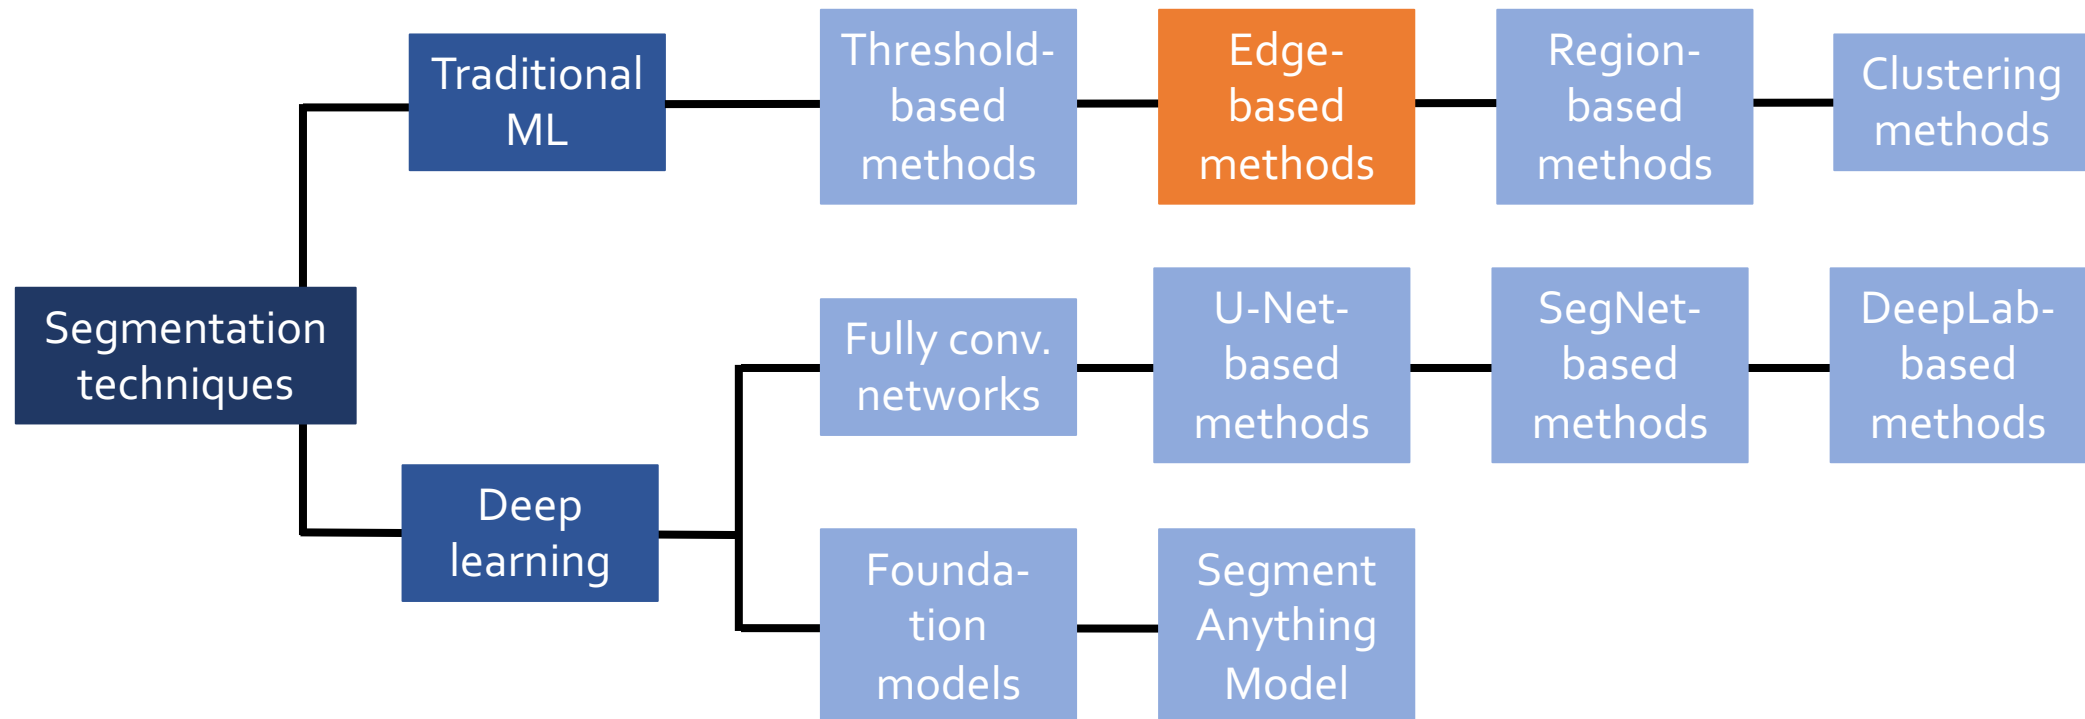 Threshold-
based
methods
Edge-
based
methods
Region-
based
methods
Clustering
methods
Traditional
ML
Segmentation
techniques
Fully conv.
networks
U-Net-
based
methods
SegNet-
based
methods
DeepLab-
based
methods
Deep
learning
Founda-
tion
models
Segment
Anything
Model